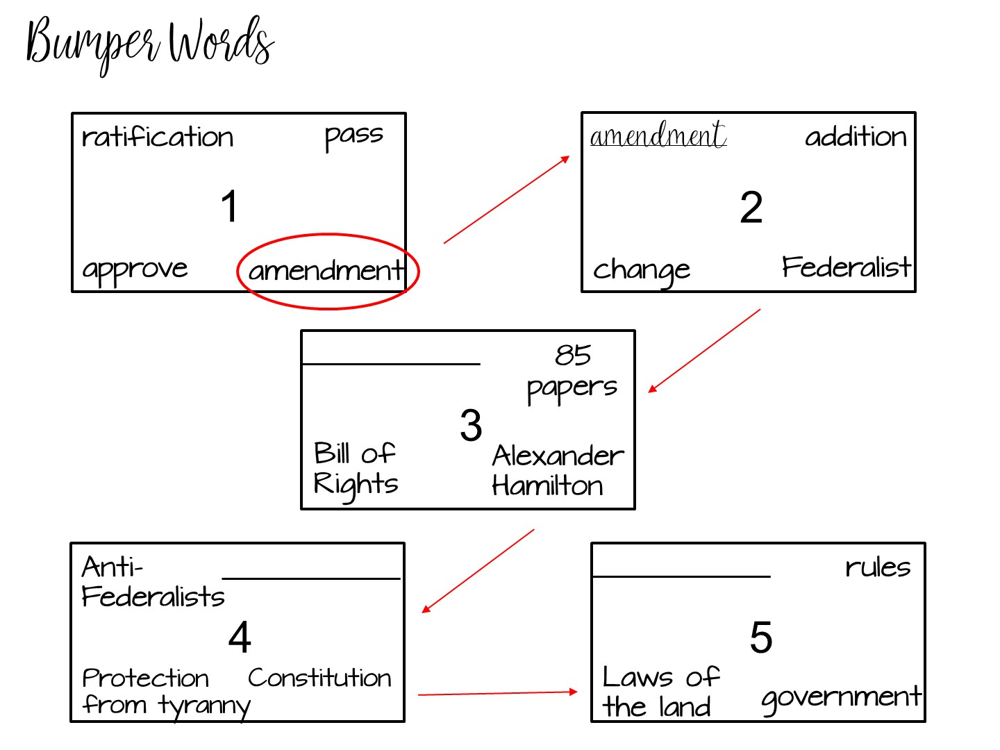 Bumper Words
ratification
pass
1
approve
amendment
amendment
addition
2
change
Federalist
85
papers
3
Bill of
Rights
Alexander
Hamilton
Anti-
Federalists
4
Protection
from tyranny
Constitution
rules
5
Laws of
the land
government